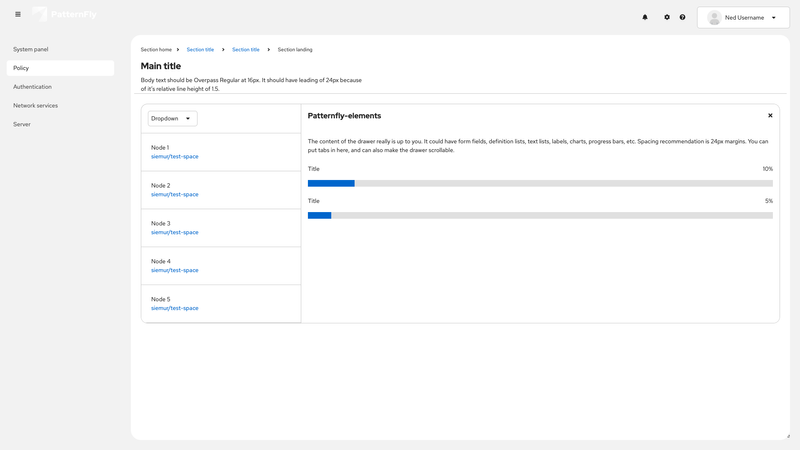 PatternFly
Ned Username
System panel
Policy
Authentication
Network services
Server
Section home
Section title
Section title
Section landing
Main title
Body text should be Overpass Regular at 16px. It should have leading of 24px because
of it's relative line height of 1.5.
Dropdown
Node 1
siemur/test-space
Node 2
siemur/test-space
Node 3
siemur/test-space
Node 4
siemur/test-space
Node 5
siemur/test-space
Patternfly-elements
The content of the drawer really is up to you. It could have form fields, definition lists, text lists, labels, charts, progress bars, etc. Spacing recommendation is 24px margins. You can
put tabs in here, and can also make the drawer scrollable.
Title
10%
Title
5%